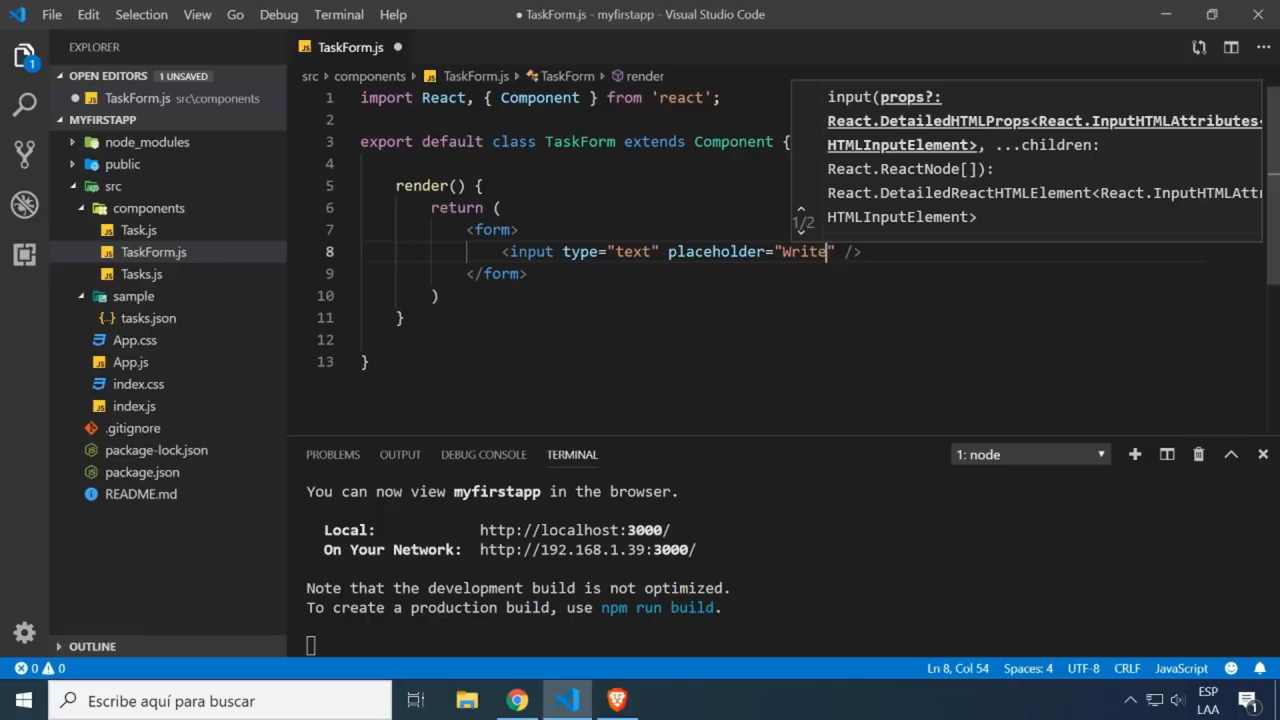 File Edit Selection View Go Debug Terminal Help
● TaskForm.js - myfirstapp - Visual Studio Code
EXPLORER
OPEN EDITORS 1 UNSAVED
TaskForm.js src\components
MYFIRSTAPP
node_modules
public
src
components
Task.js
TaskForm.js
Tasks.js
sample
tasks.json
App.css
App.js
index.css
index.js
.gitignore
package-lock.json
package.json
README.md
OUTLINE
1
TaskForm.js
src components TaskForm.js TaskForm render
1 import React, { Component } from 'react';
2
3 export default class TaskForm extends Component {
4
5 render() {
6 return (
7 <form>
8 <input type="text" placeholder="Write" />
9 </form>
10 )
11 }
12
13 }
input(props?:
React.DetailedHTMLProps<React.InputHTMLAttributes<
HTMLInputElement>, ...children:
React.ReactNode[]):
React.DetailedReactHTMLElement<React.InputHTMLAttri
HTMLInputElement>
1/2
PROBLEMS OUTPUT DEBUG CONSOLE TERMINAL
1: node
You can now view myfirstapp in the browser.
Local: http://localhost:3000/
On Your Network: http://192.168.1.39:3000/
Note that the development build is not optimized.
To create a production build, use npm run build.
0 0
Ln 8, Col 54 Spaces: 4 UTF-8 CRLF JavaScript
Escribe aquí para buscar
ESP
LAA
1